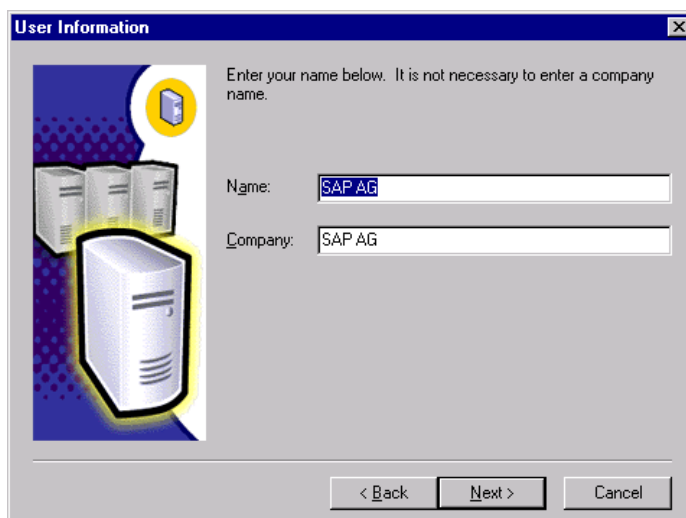 User Information
Enter your name below.  It is not necessary to enter a company
name.
Name: SAP AG
Company: SAP AG
< Back Next > Cancel